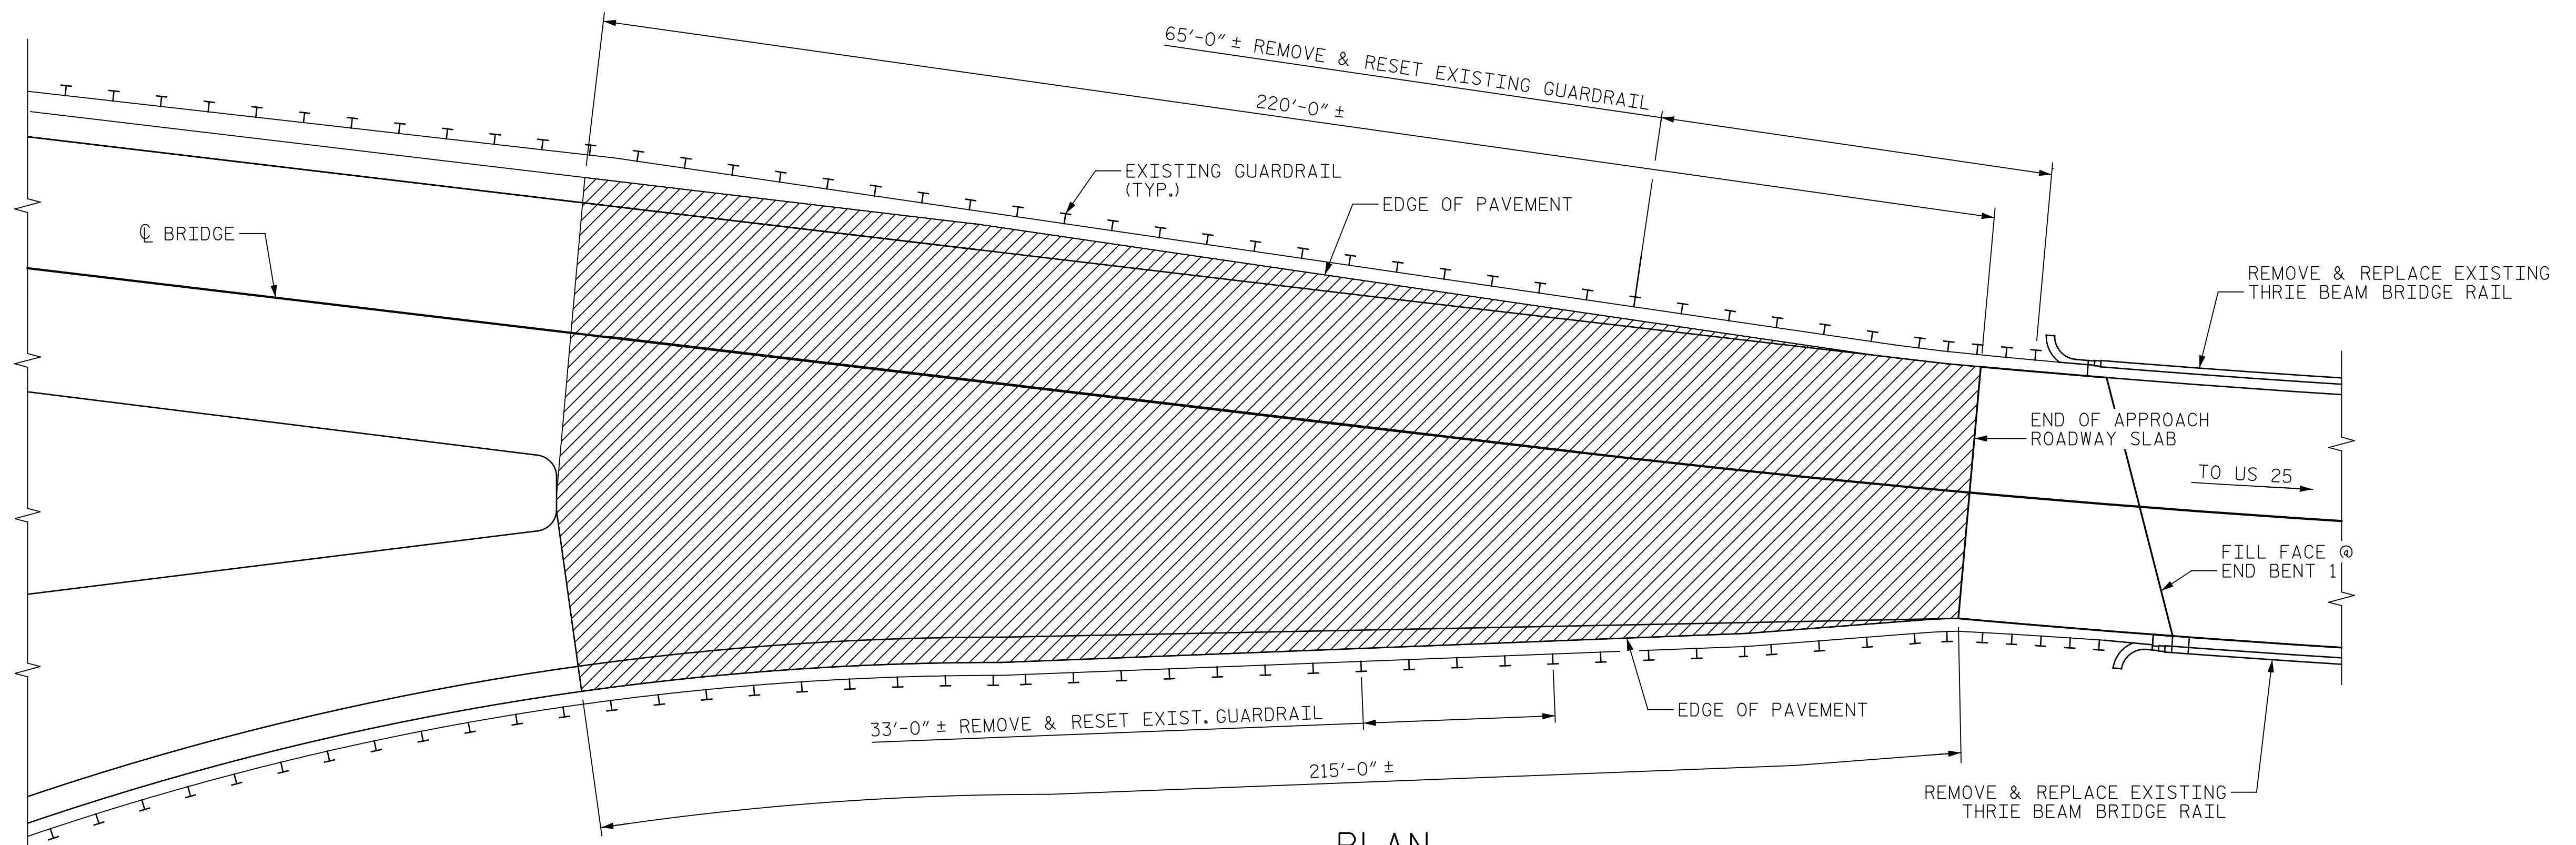 65'-0" ± REMOVE & RESET EXISTING GUARDRAIL
220'-0" ±
EXISTING GUARDRAIL
(TYP.)
EDGE OF PAVEMENT
℄ BRIDGE
REMOVE & REPLACE EXISTING
THRIE BEAM BRIDGE RAIL
END OF APPROACH
ROADWAY SLAB
TO US 25
FILL FACE @
END BENT 1
33'-0" ± REMOVE & RESET EXIST. GUARDRAIL
EDGE OF PAVEMENT
215'-0" ±
REMOVE & REPLACE EXISTING
THRIE BEAM BRIDGE RAIL
PLAN